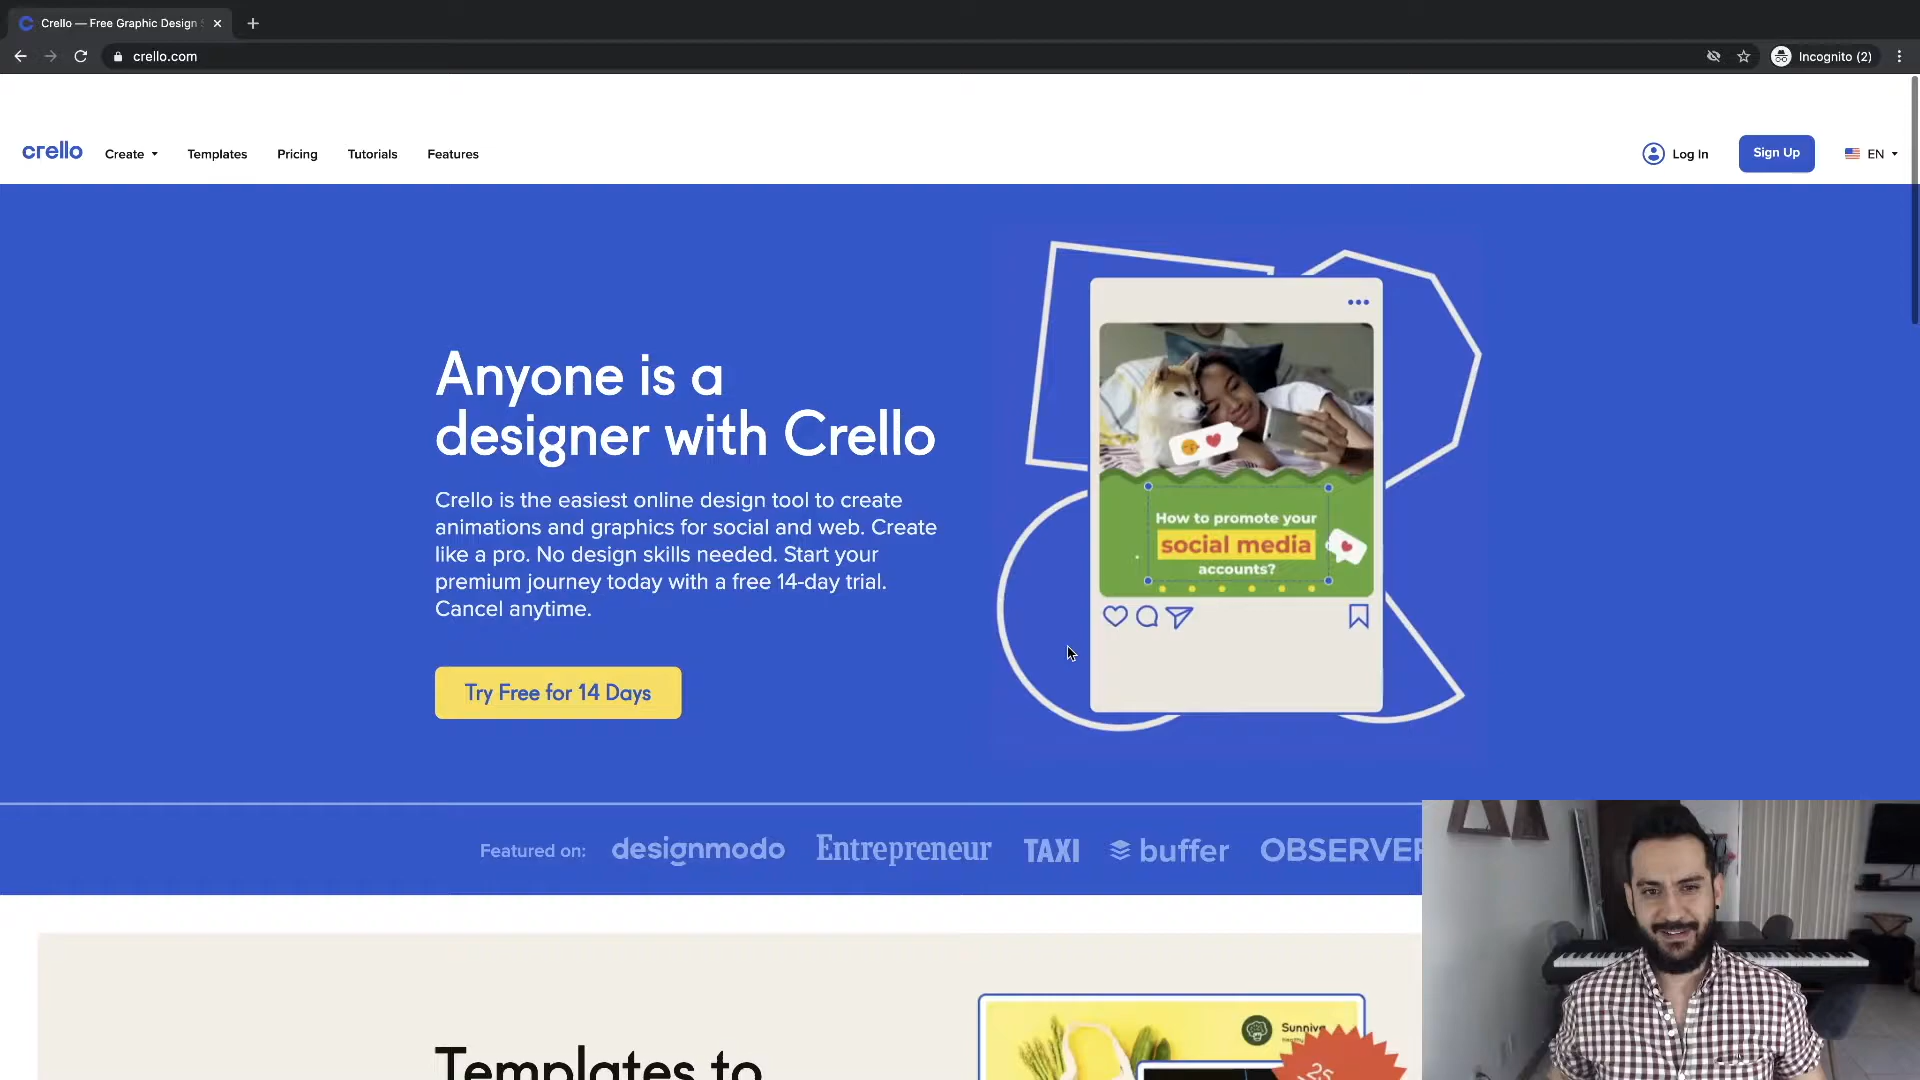 Crello — Free Graphic Design
crello.com
Incognito (2)
crello
Create
Templates
Pricing
Tutorials
Features
Log In
Sign Up
EN
Anyone is a
designer with Crello
Crello is the easiest online design tool to create
animations and graphics for social and web. Create
like a pro. No design skills needed. Start your
premium journey today with a free 14-day trial.
Cancel anytime.
Try Free for 14 Days
How to promote your
social media
accounts?
Featured on:
designmodo
Entrepreneur
TAXI
buffer
OBSERVER
Templates to
Sunnive
25